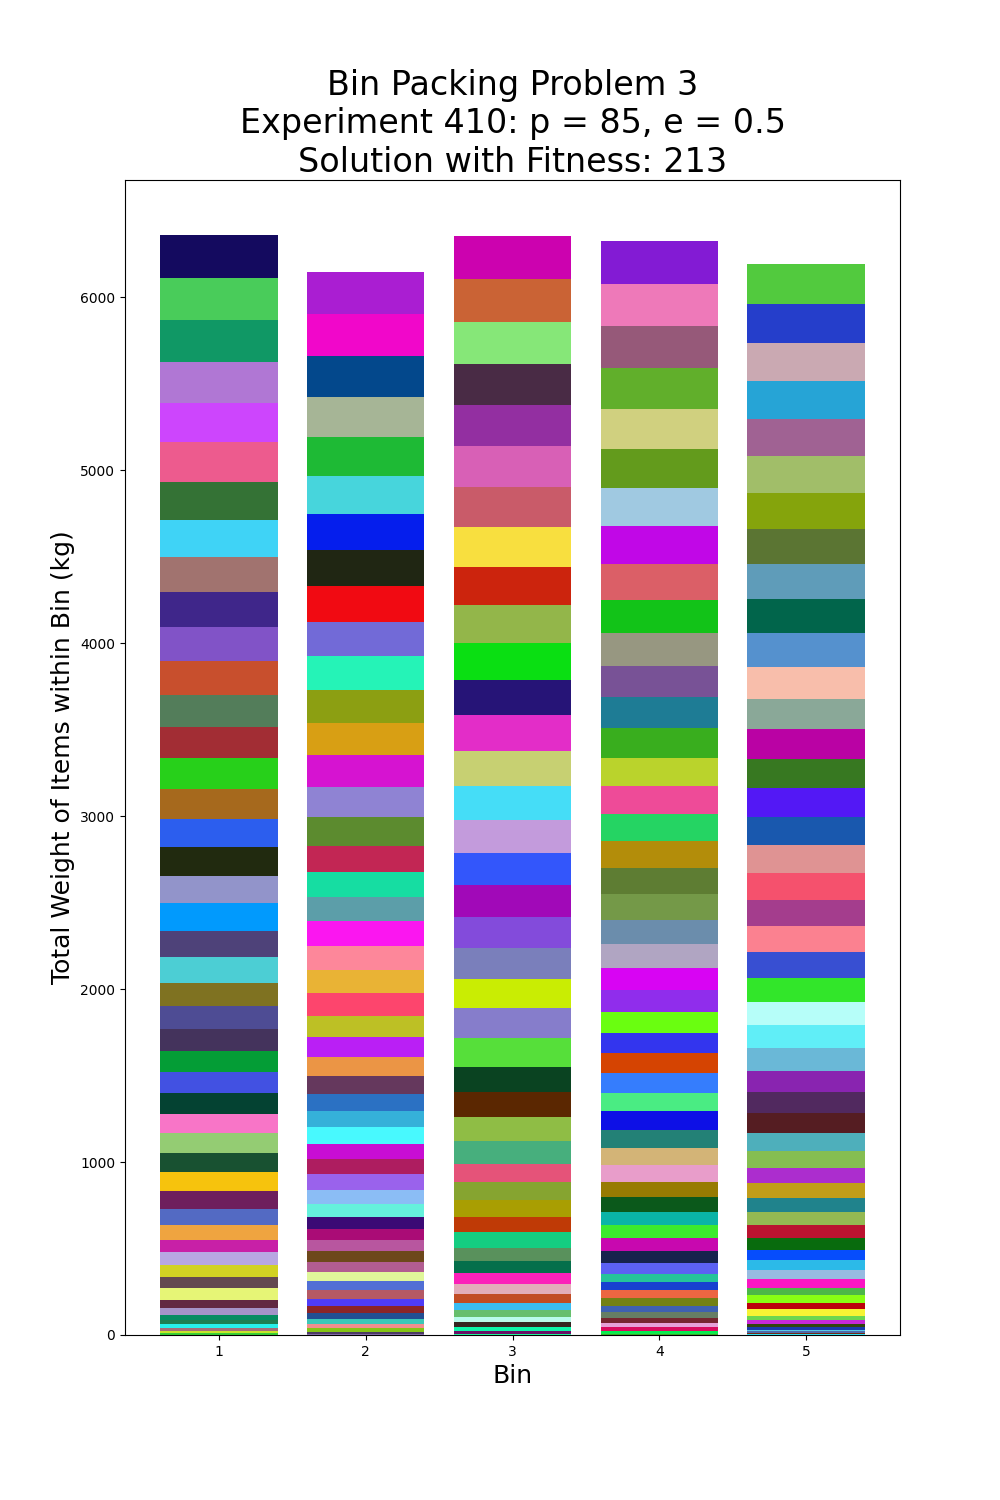 Bin Packing Problem 3
Experiment 410: p = 85, e = 0.5
Solution with Fitness: 213
Total Weight of Items within Bin (kg)
6000
5000
4000
3000
2000
1000
0
1 2 3 4 5
Bin